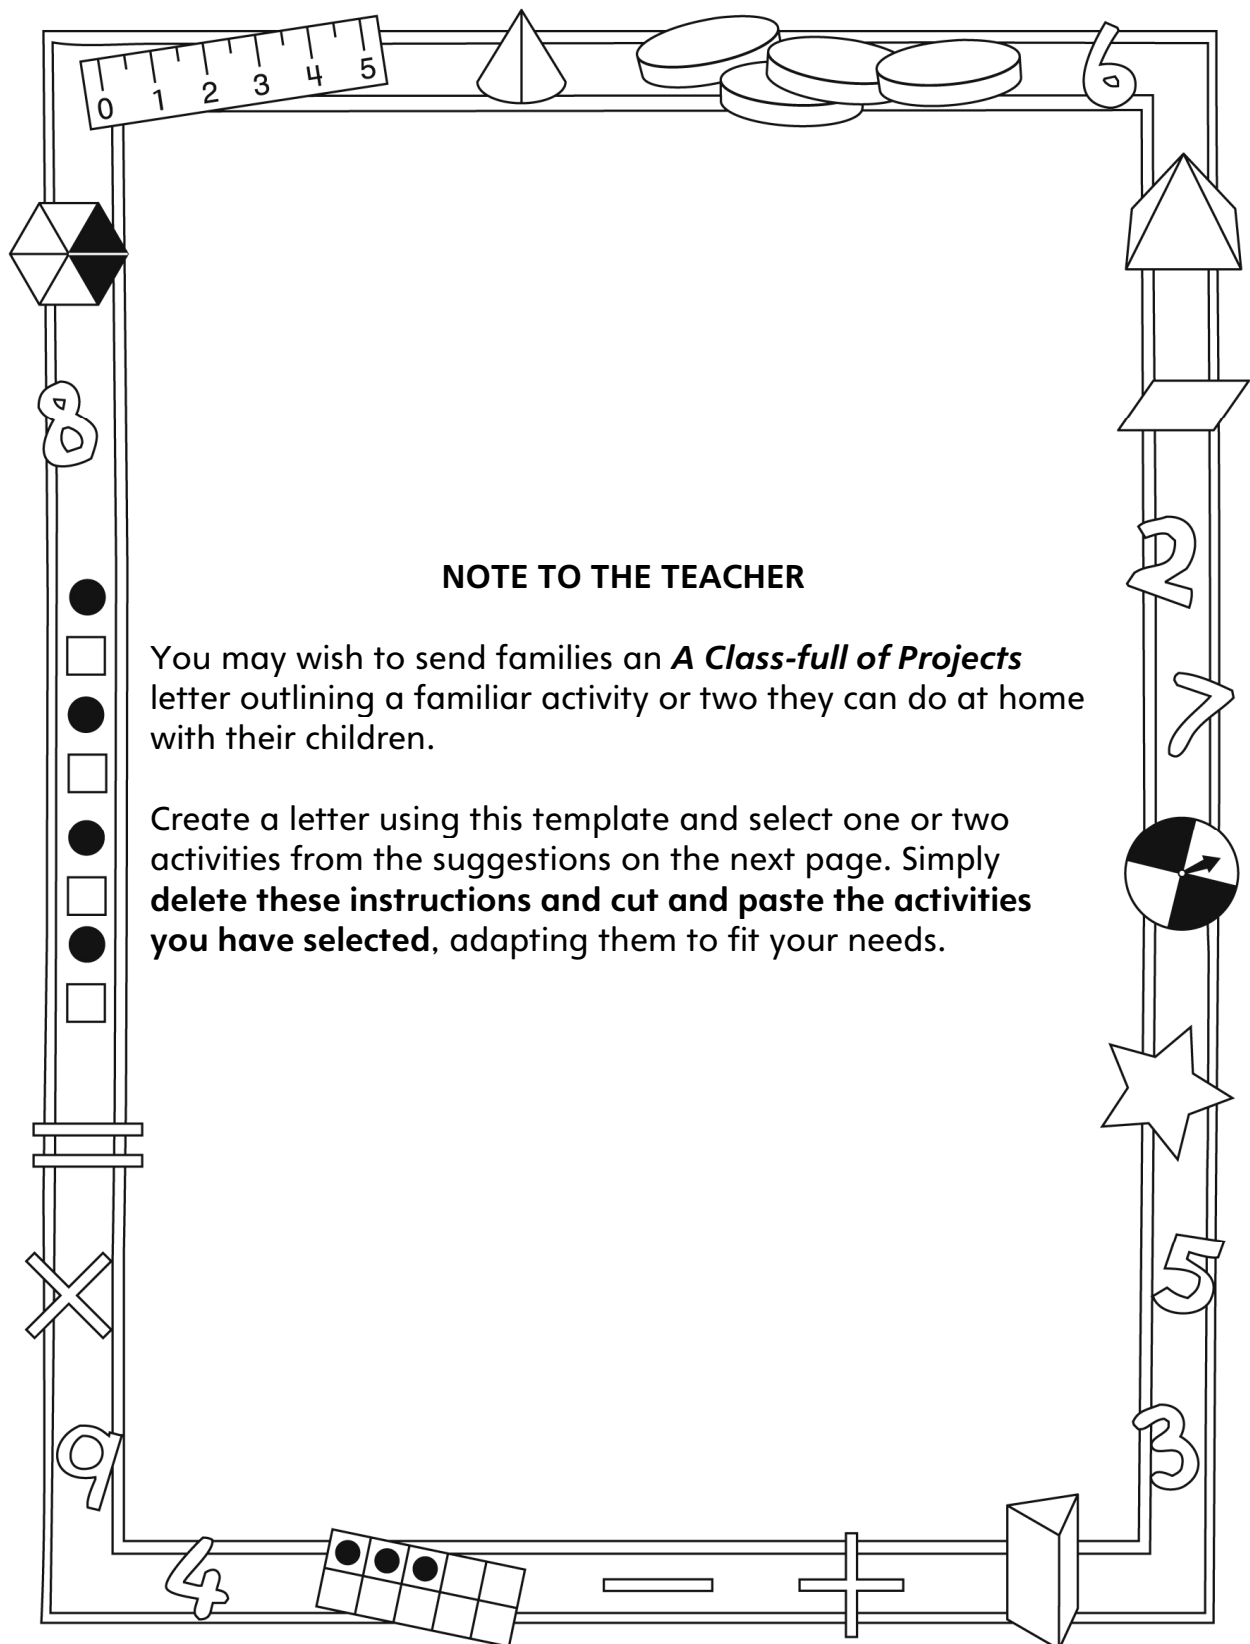 0 1 2 3 4 5
6
8
NOTE TO THE TEACHER
2
You may wish to send families an A Class-full of Projects
letter outlining a familiar activity or two they can do at home
with their children.
7
Create a letter using this template and select one or two
activities from the suggestions on the next page. Simply
delete these instructions and cut and paste the activities
you have selected, adapting them to fit your needs.
=
×
5
9
3
4
− +